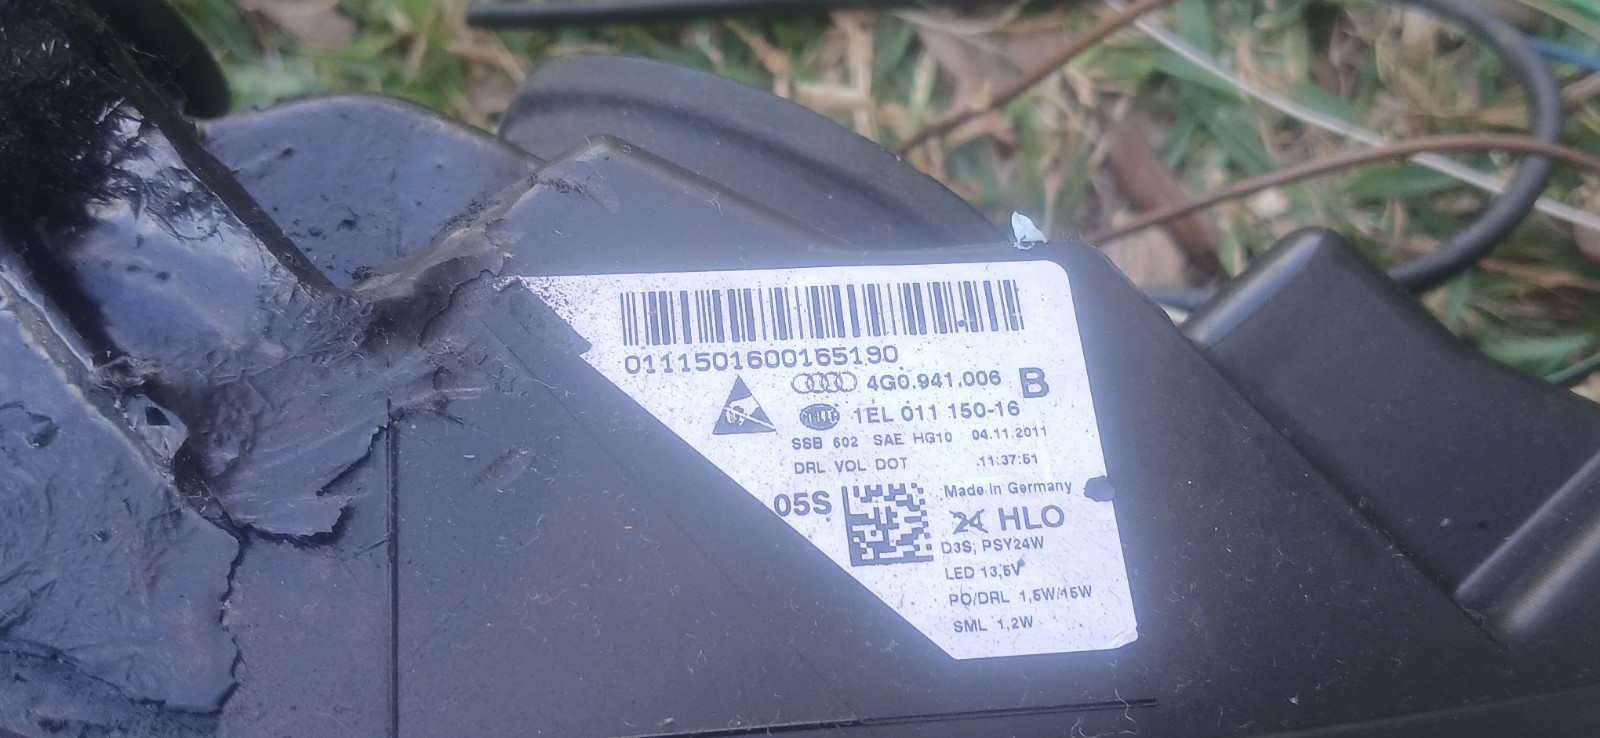 0111501600165190
4G0.941.006 B
HELLA 1EL 011 150-16
SSB 602 SAE HG10 04.11.2011
DRL VOL DOT 11:37:51
05S
Made in Germany
24 HLO
D3S, PSY24W
LED 13,5V
PO/DRL 1,5W/15W
SML 1,2W